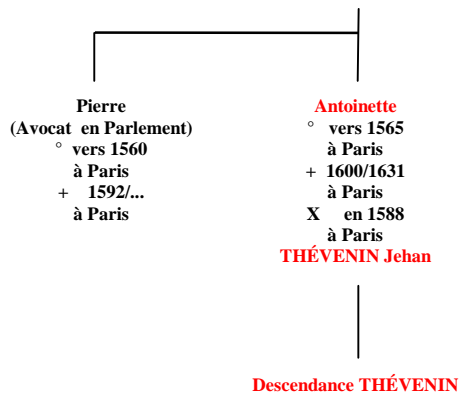 Pierre
(Avocat en Parlement)
° vers 1560
à Paris
+ 1592/...
à Paris
Antoinette
° vers 1565
à Paris
+ 1600/1631
à Paris
X en 1588
à Paris
THÉVENIN Jehan
Descendance THÉVENIN